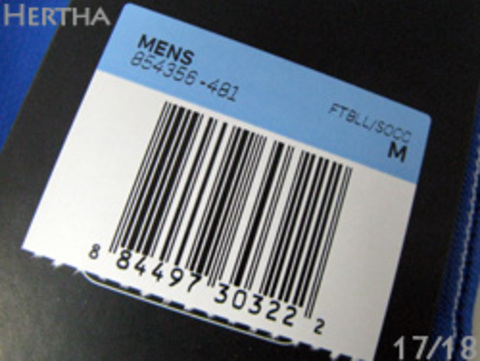 HERTHA
MENS
854356-481
FTBLL/SOCC
M
8 84497 30322 2
17/18